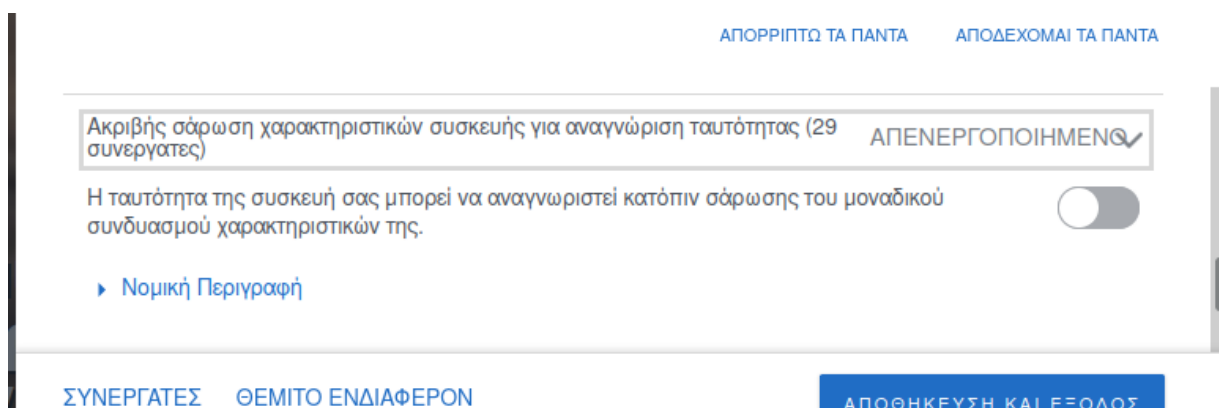 ΑΠΟΡΡΙΠΤΩ ΤΑ ΠΑΝΤΑ ΑΠΟΔΕΧΟΜΑΙ ΤΑ ΠΑΝΤΑ
Ακριβής σάρωση χαρακτηριστικών συσκευής για αναγνώριση ταυτότητας (29
συνεργατες)
ΑΠΕΝΕΡΓΟΠΟΙΗΜΕΝΟ
Η ταυτότητα της συσκευή σας μπορεί να αναγνωριστεί κατόπιν σάρωσης του μοναδικού
συνδυασμού χαρακτηριστικών της.
Νομική Περιγραφή
ΣΥΝΕΡΓΑΤΕΣ ΘΕΜΙΤΟ ΕΝΔΙΑΦΕΡΟΝ
ΑΠΟΘΗΚΕΥΣΗ ΚΑΙ ΕΞΟΔΟΣ